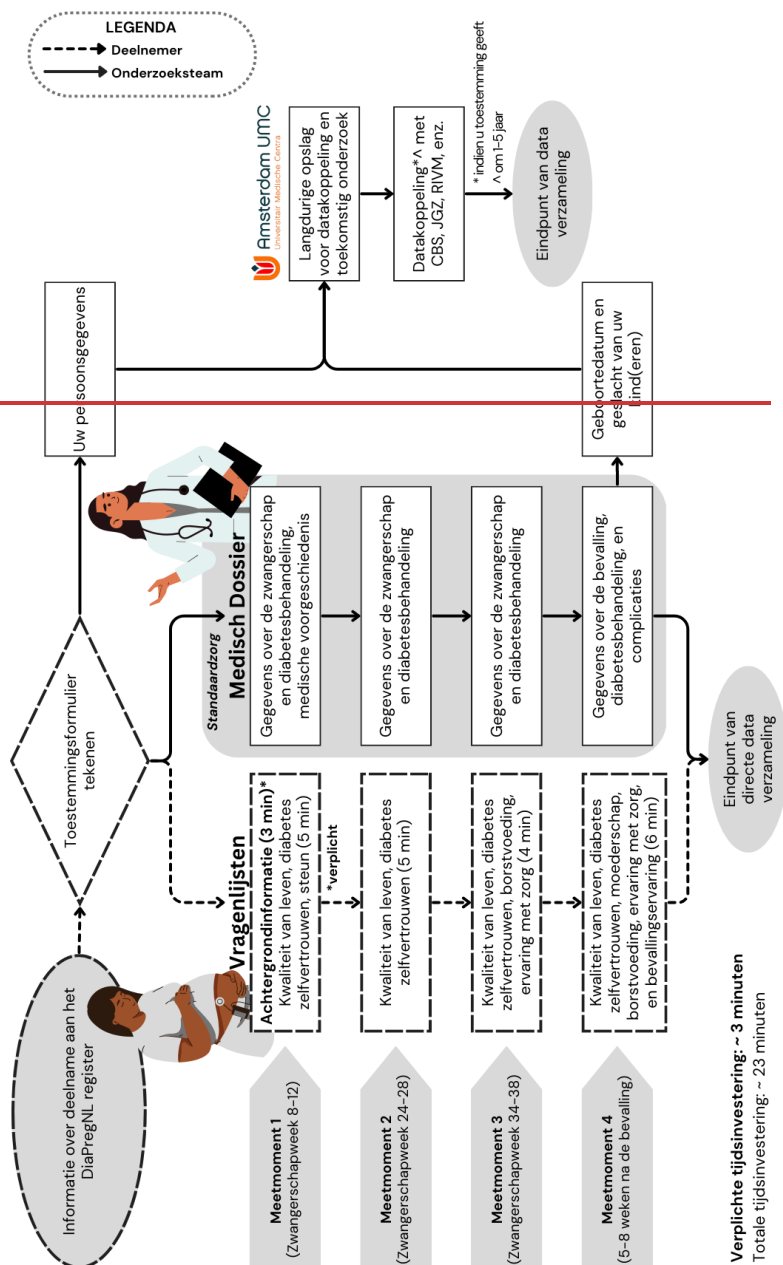 Informatie over deelname aan het
DiaPregNL register
Toestemmingsformulier
tekenen
Uw persoonsgegevens
LEGENDA
Deelnemer
Onderzoeksteam
Vragenlijsten
Standaardzorg
Medisch Dossier
Amsterdam UMC
Universitair Medische Centra
Meetmoment 1
(Zwangerschapweek 8-12)
Achtergrondinformatie (3 min)*
Kwaliteit van leven, diabetes
zelfvertrouwen, steun (5 min)
*verplicht
Gegevens over de zwangerschap
en diabetesbehandeling,
medische voorgeschiedenis
Langdurige opslag
voor datakoppeling en
toekomstig onderzoek
Meetmoment 2
(Zwangerschapweek 24-28)
Kwaliteit van leven, diabetes
zelfvertrouwen (5 min)
Gegevens over de zwangerschap
en diabetesbehandeling
Datakoppeling*^ met
CBS, JGZ, RIVM, enz.
* indien u toestemming geeft
^ om 1-5 jaar
Meetmoment 3
(Zwangerschapweek 34-38)
Kwaliteit van leven, diabetes
zelfvertrouwen, borstvoeding,
ervaring met zorg (4 min)
Gegevens over de zwangerschap
en diabetesbehandeling
Eindpunt van data
verzameling
Meetmoment 4
(5-8 weken na de bevalling)
Kwaliteit van leven, diabetes
zelfvertrouwen, moederschap,
borstvoeding, ervaring met zorg,
en bevallingservaring (6 min)
Gegevens over de bevalling,
diabetesbehandeling, en
complicaties
Geboortedatum en
geslacht van uw
kind(eren)
Eindpunt van
directe data
verzameling
Verplichte tijdsinvestering: ~ 3 minuten
Totale tijdsinvestering: ~ 23 minuten